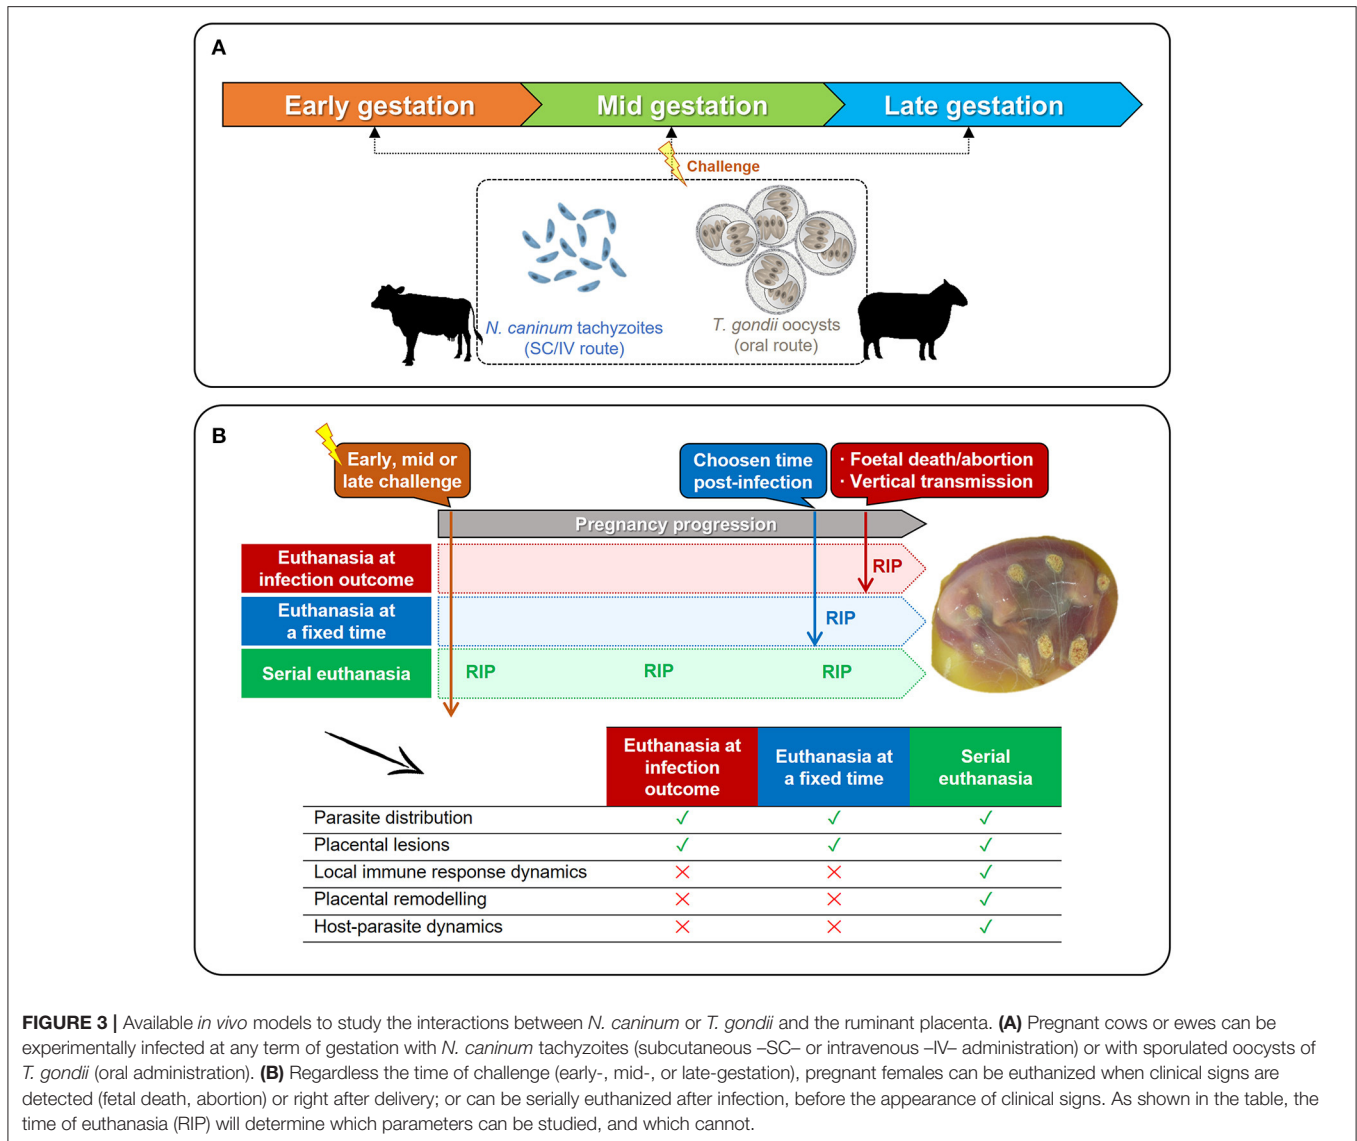 A
Early gestation
Mid gestation
Late gestation
Challenge
N. caninum tachyzoites
(SC/IV route)
T. gondii oocysts
(oral route)
B
Early, mid or
late challenge
Choosen time
post-infection
· Foetal death/abortion
· Vertical transmission
Pregnancy progression
Euthanasia at
infection outcome
RIP
Euthanasia at
a fixed time
RIP
Serial euthanasia
RIP
RIP
RIP
Euthanasia at
infection
outcome
Euthanasia at
a fixed time
Serial
euthanasia
Parasite distribution ✓ ✓ ✓
Placental lesions ✓ ✓ ✓
Local immune response dynamics × × ✓
Placental remodelling × × ✓
Host-parasite dynamics × × ✓
FIGURE 3 | Available in vivo models to study the interactions between N. caninum or T. gondii and the ruminant placenta. (A) Pregnant cows or ewes can be
experimentally infected at any term of gestation with N. caninum tachyzoites (subcutaneous –SC– or intravenous –IV– administration) or with sporulated oocysts of
T. gondii (oral administration). (B) Regardless the time of challenge (early-, mid-, or late-gestation), pregnant females can be euthanized when clinical signs are
detected (fetal death, abortion) or right after delivery; or can be serially euthanized after infection, before the appearance of clinical signs. As shown in the table, the
time of euthanasia (RIP) will determine which parameters can be studied, and which cannot.